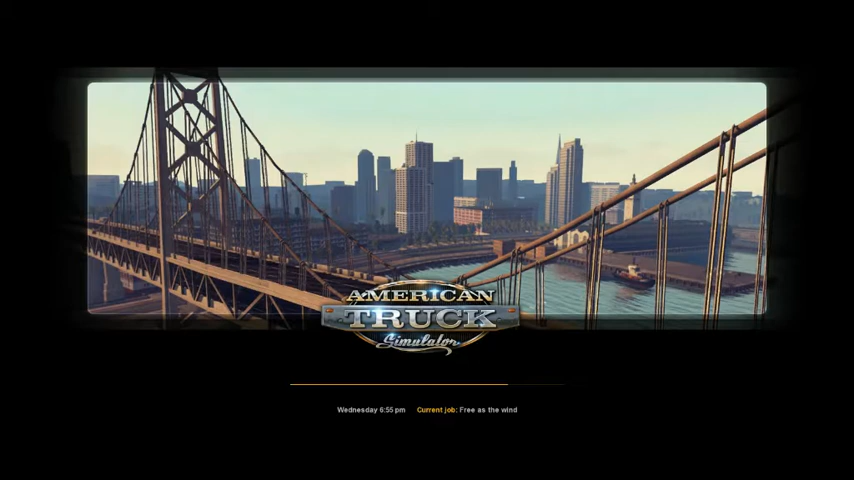 AMERICAN
TRUCK
Simulator
Wednesday 6:55 pm Current job: Free as the wind